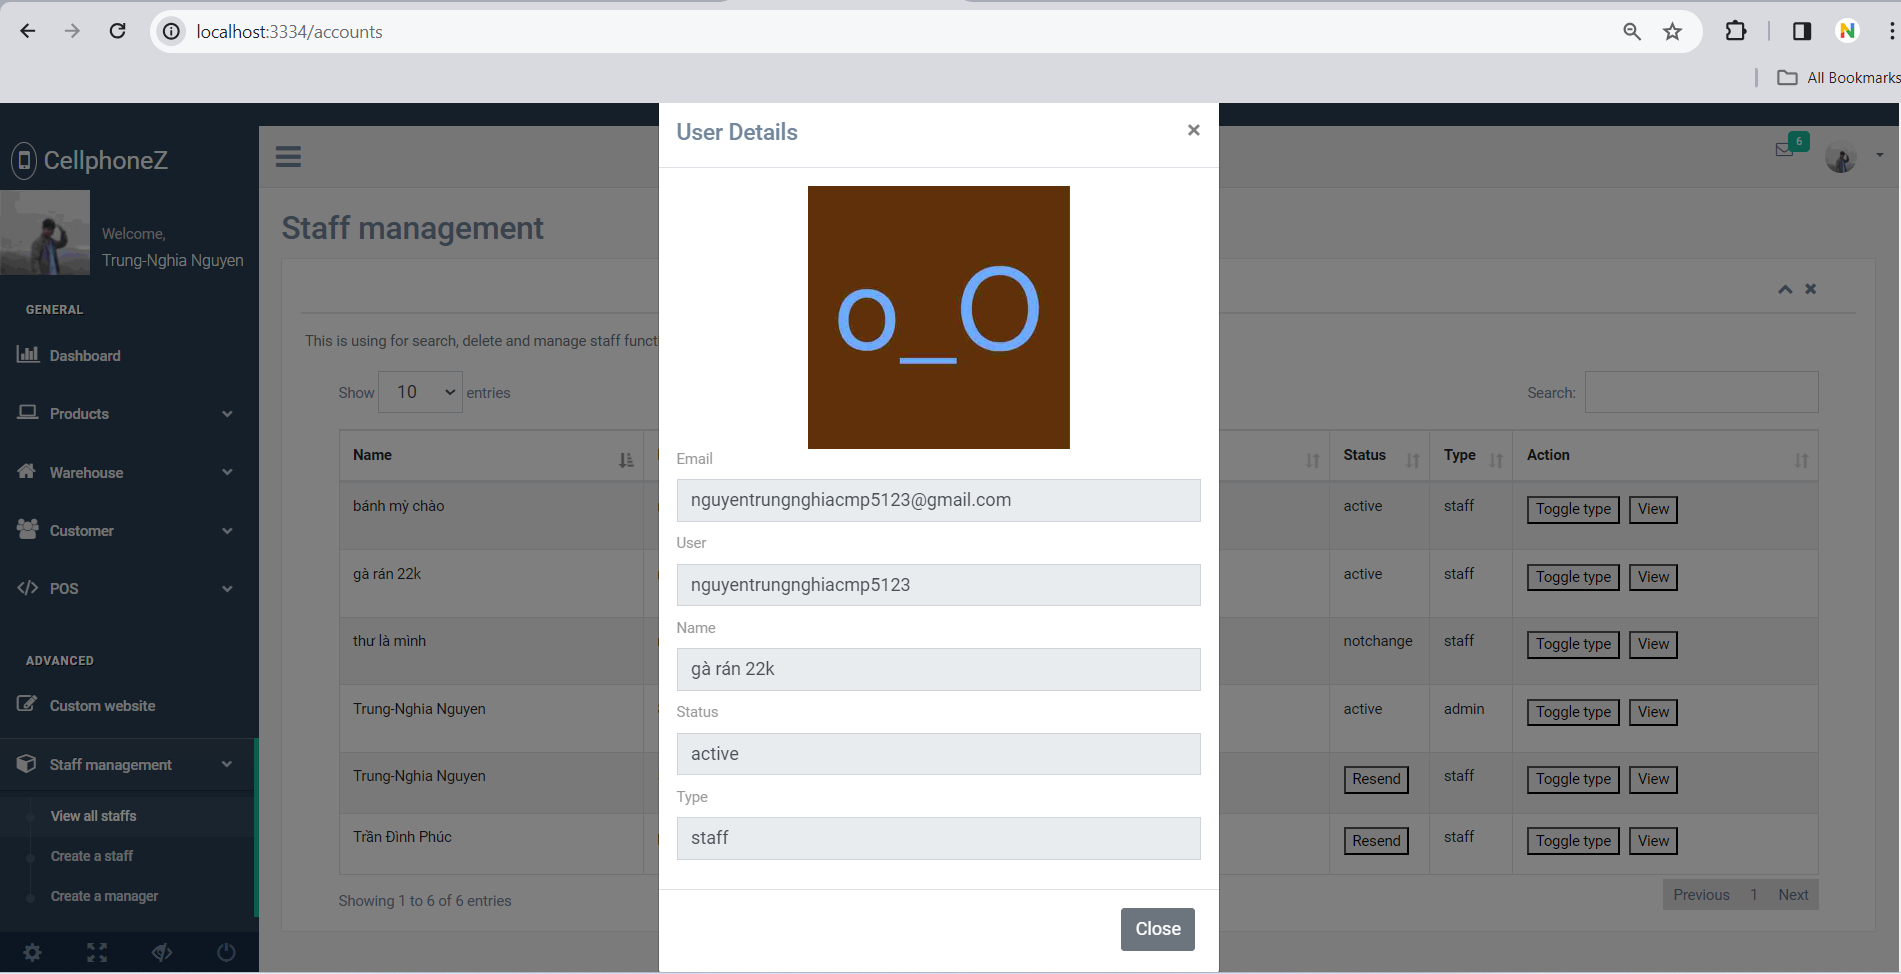 localhost:3334/accounts
All Bookmarks
CellphoneZ
Welcome,
Trung-Nghia Nguyen
GENERAL
Dashboard
Products
Warehouse
Customer
POS
ADVANCED
Custom website
Staff management
View all staffs
Create a staff
Create a manager
6
Staff management
This is using for search, delete and manage staff funct
Show 10 entries
Search:
Name Status Type Action
bánh mỳ chào active staff Toggle type View
gà rán 22k active staff Toggle type View
thư là mình notchange staff Toggle type View
Trung-Nghia Nguyen active admin Toggle type View
Trung-Nghia Nguyen Resend staff Toggle type View
Trần Đình Phúc Resend staff Toggle type View
Showing 1 to 6 of 6 entries
Previous 1 Next
User Details ×
o_O
Email
nguyentrungnghiacmp5123@gmail.com
User
nguyentrungnghiacmp5123
Name
gà rán 22k
Status
active
Type
staff
Close